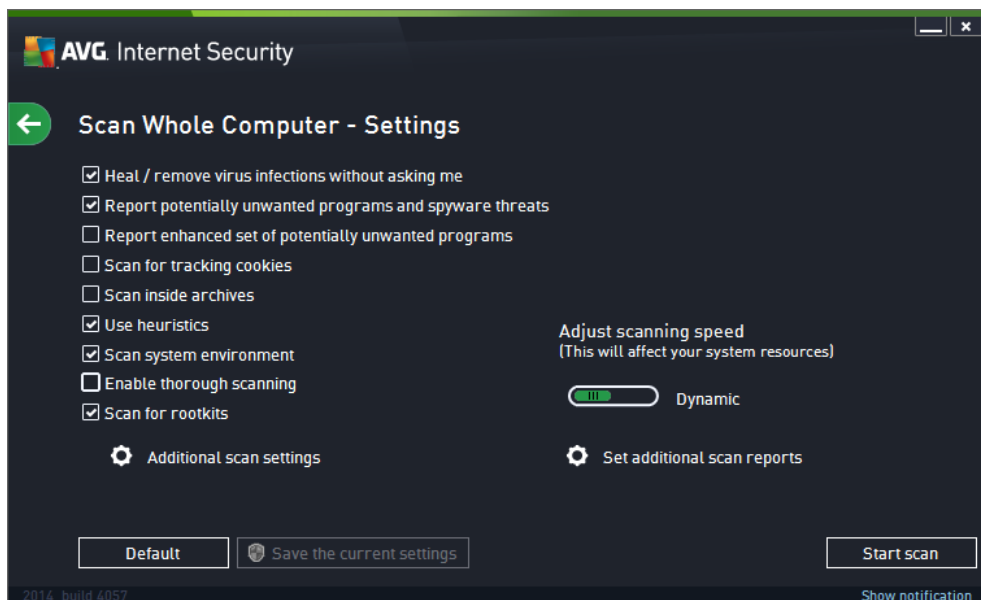 AVG. Internet Security
Scan Whole Computer - Settings
Heal / remove virus infections without asking me
Report potentially unwanted programs and spyware threats
Report enhanced set of potentially unwanted programs
Scan for tracking cookies
Scan inside archives
Use heuristics
Scan system environment
Enable thorough scanning
Scan for rootkits
Adjust scanning speed
(This will affect your system resources)
Dynamic
Additional scan settings
Set additional scan reports
Default
Save the current settings
Start scan
2014 build 4057
Show notification